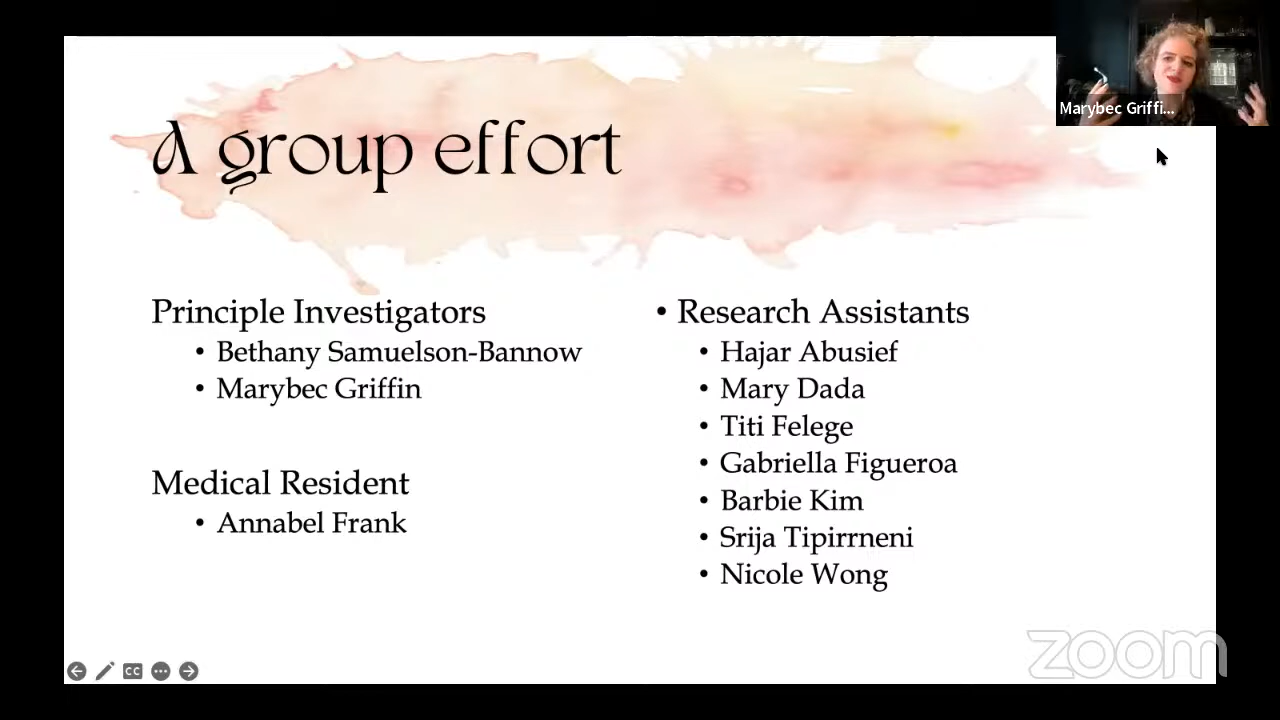 A group effort
Marybec Griffi...
Principle Investigators
• Bethany Samuelson-Bannow
• Marybec Griffin
Medical Resident
• Annabel Frank
• Research Assistants
• Hajar Abusief
• Mary Dada
• Titi Felege
• Gabriella Figueroa
• Barbie Kim
• Srija Tipirrneni
• Nicole Wong
CC
zoom